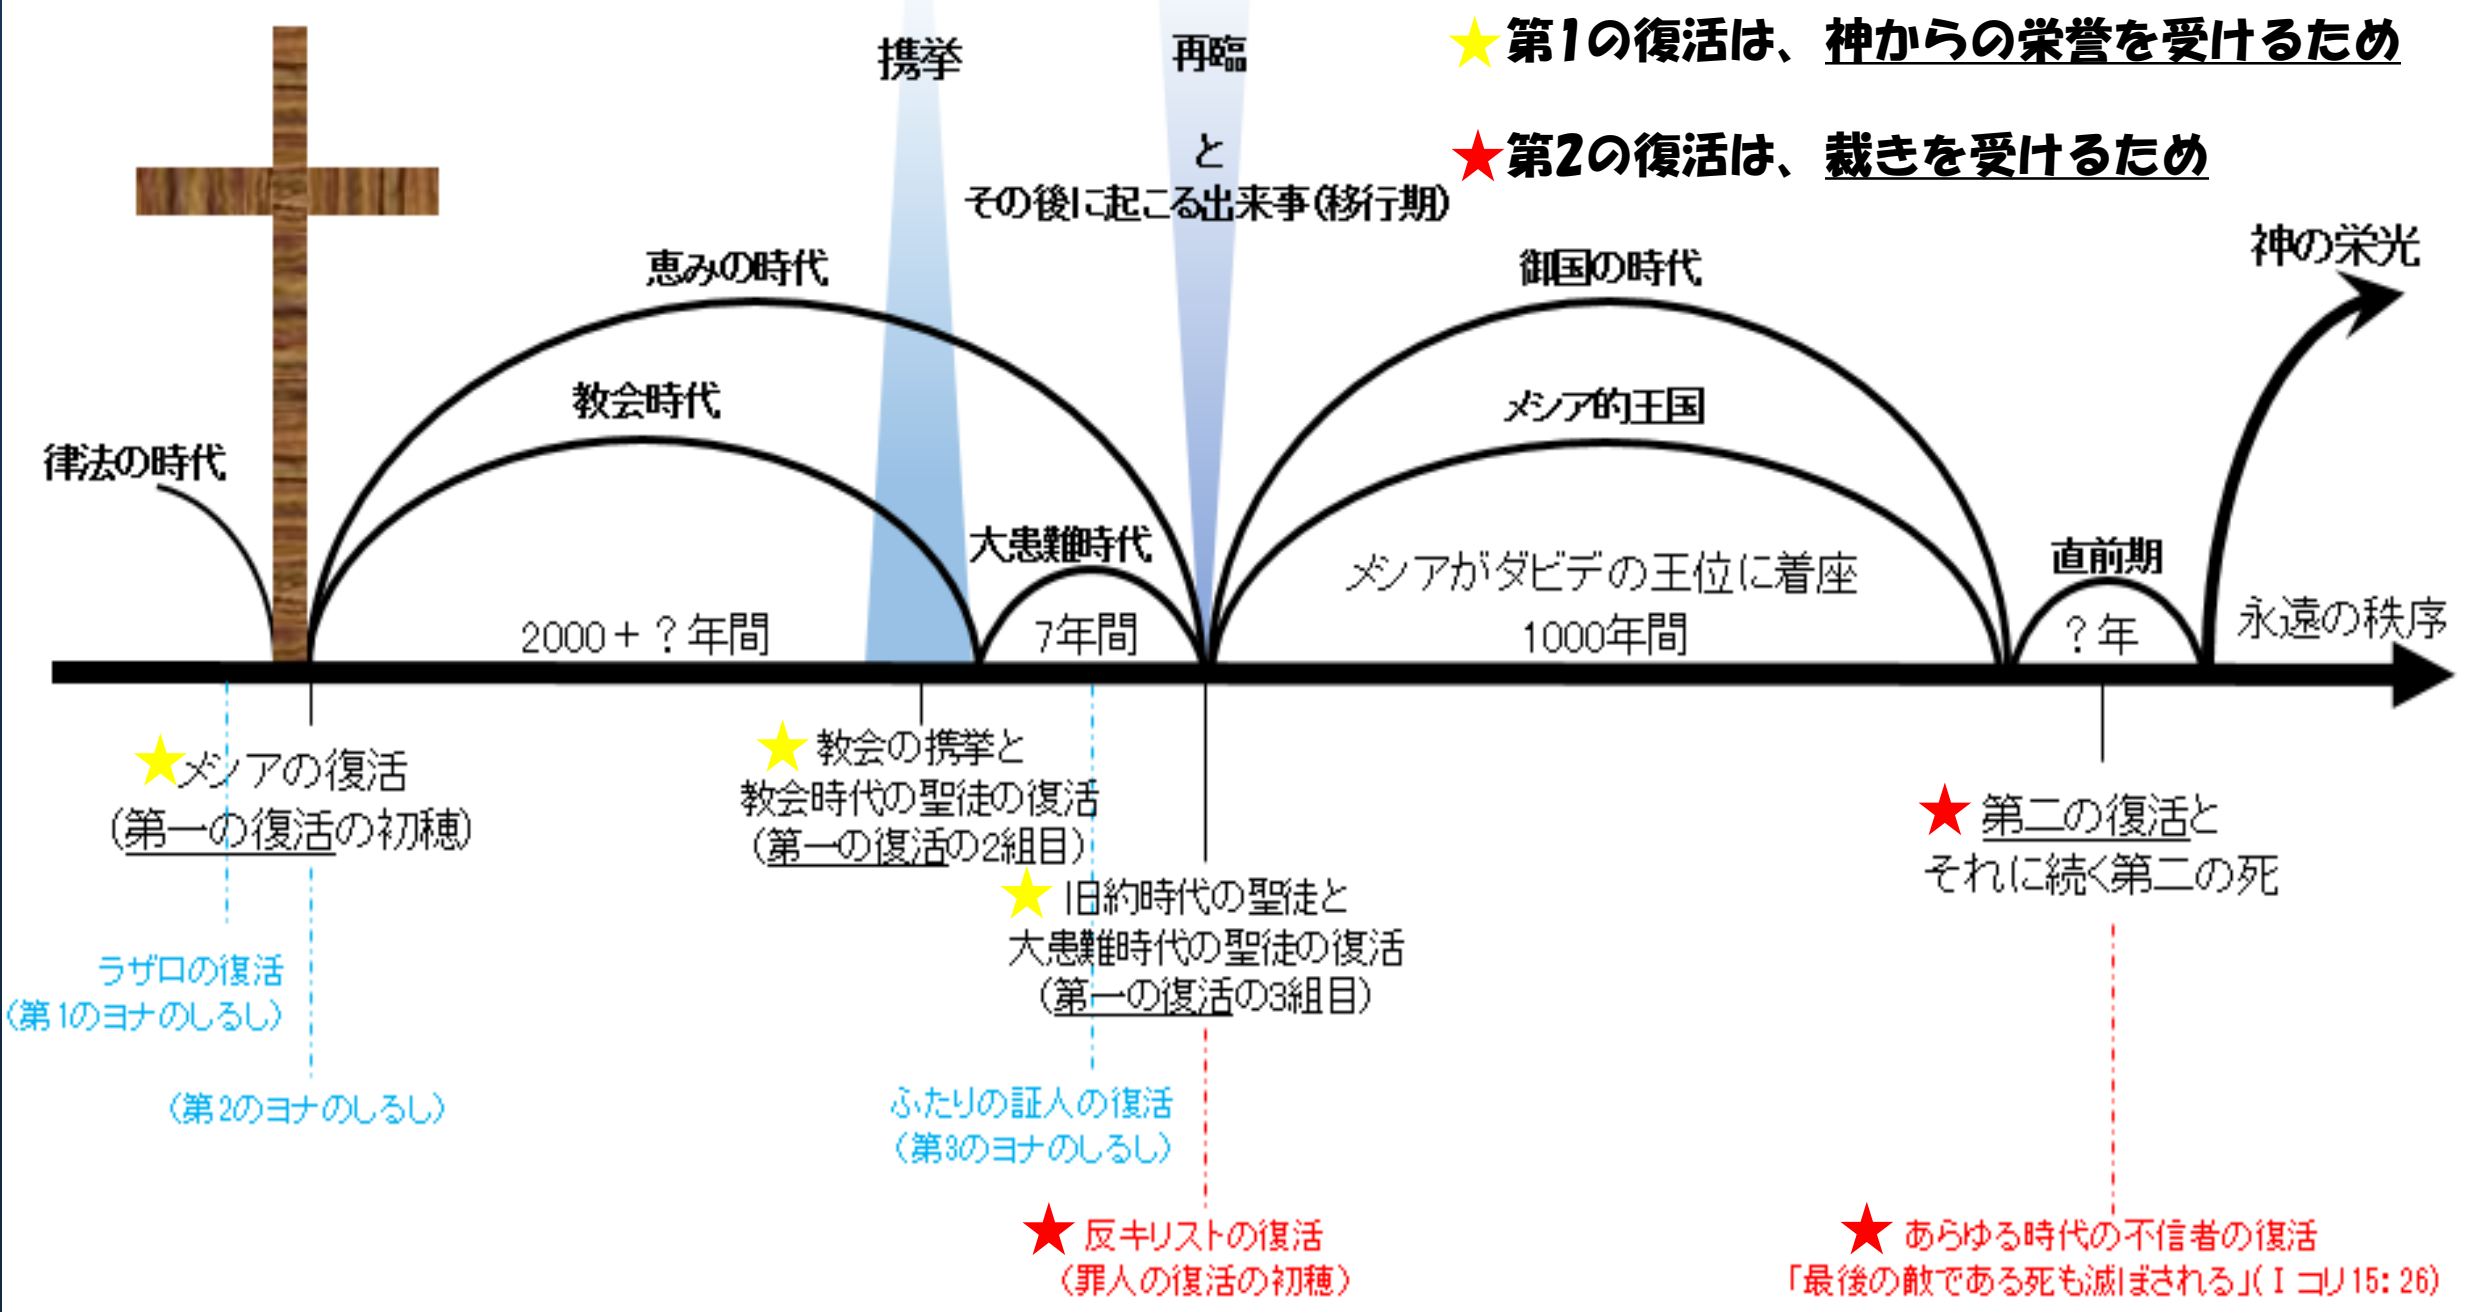 ★第1の復活は、神からの栄誉を受けるため
★第2の復活は、裁きを受けるため
携挙
再臨
と
その後に起こる出来事(移行期)
神の栄光
恵みの時代
御国の時代
教会時代
メシア的王国
律法の時代
大患難時代
直前期
メシアがダビデの王位に着座
2000+?年間
7年間
1000年間
?年
永遠の秩序
★メシアの復活
(第一の復活の初穂)
★教会の携挙と
教会時代の聖徒の復活
(第一の復活の2組目)
★旧約時代の聖徒と
大患難時代の聖徒の復活
(第一の復活の3組目)
★第二の復活と
それに続く第二の死
ラザロの復活
(第1のヨナのしるし)
(第2のヨナのしるし)
ふたりの証人の復活
(第3のヨナのしるし)
★反キリストの復活
(罪人の復活の初穂)
★あらゆる時代の不信者の復活
「最後の敵である死も滅ぼされる」(Ⅰコリ15:26)